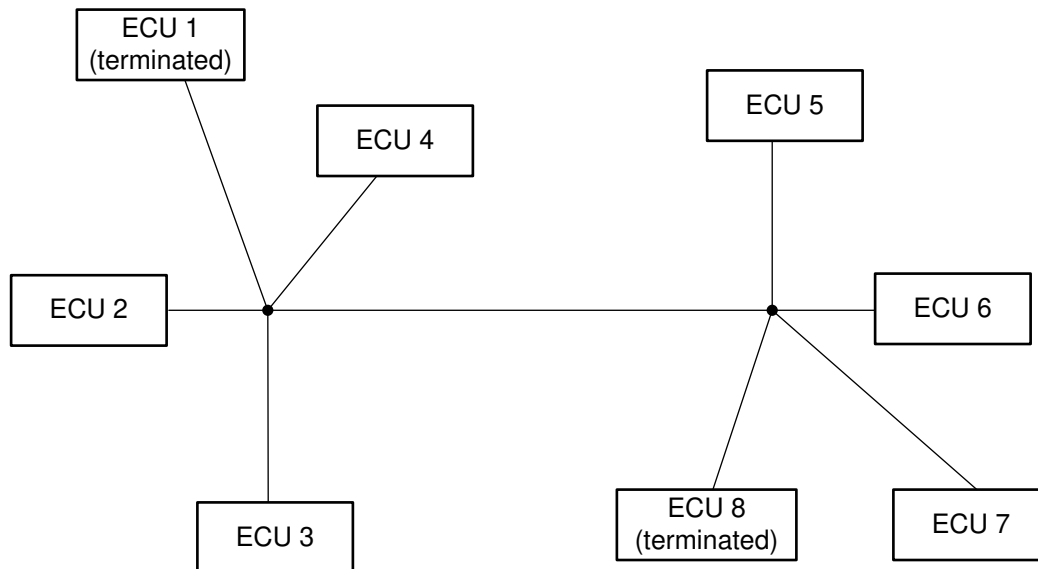 ECU 1
(terminated)
ECU 4
ECU 5
ECU 2
ECU 6
ECU 3
ECU 8
(terminated)
ECU 7